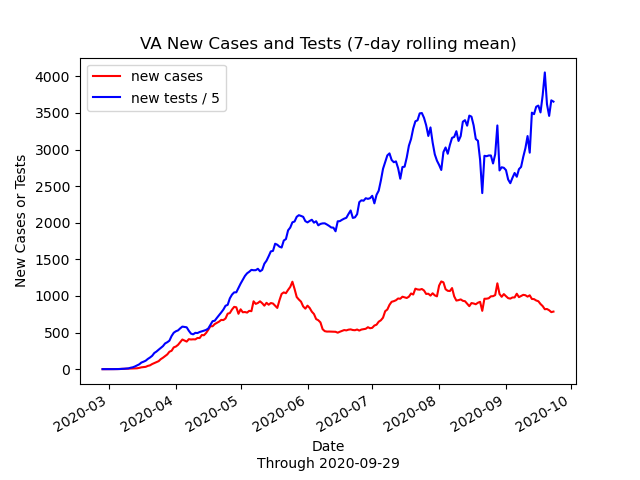 VA New Cases and Tests (7-day rolling mean)
new cases
new tests / 5
New Cases or Tests
4000
3500
3000
2500
2000
1500
1000
500
0
2020-03
2020-04
2020-05
2020-06
2020-07
2020-08
2020-09
2020-10
Date
Through 2020-09-29